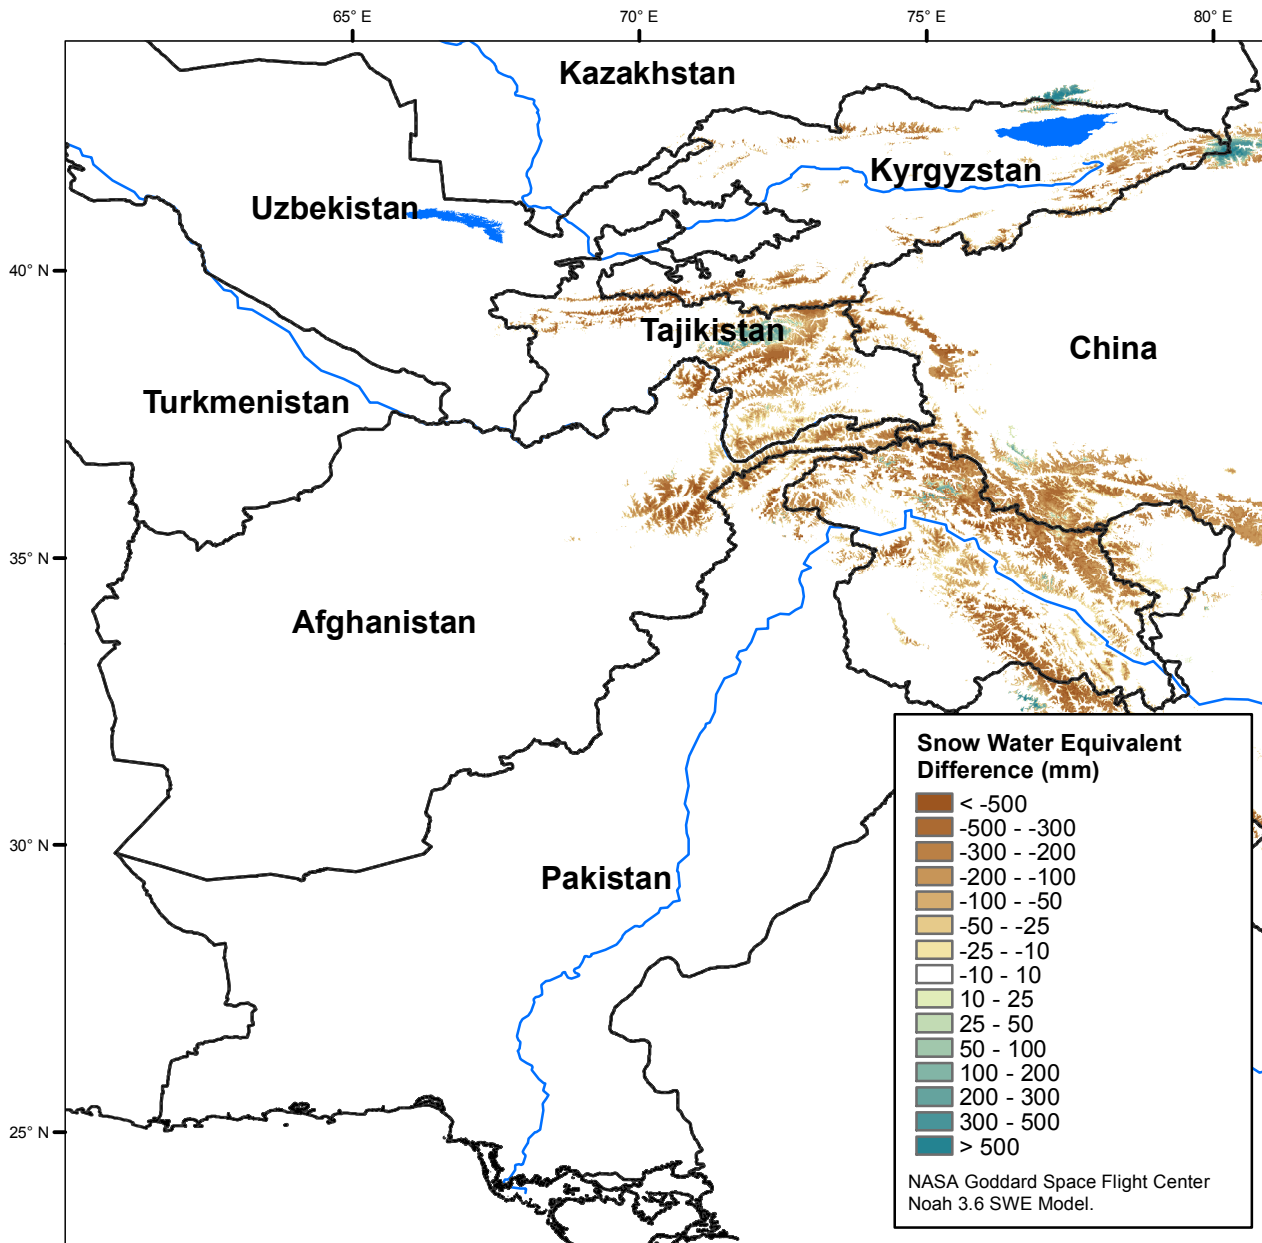 65° E
70° E
75° E
80° E
Kazakhstan
Kyrgyzstan
Uzbekistan
40° N
Tajikistan
China
Turkmenistan
35° N
Afghanistan
30° N
Pakistan
25° N
Snow Water Equivalent
Difference (mm)
< -500
-500 - -300
-300 - -200
-200 - -100
-100 - -50
-50 - -25
-25 - -10
-10 - 10
10 - 25
25 - 50
50 - 100
100 - 200
200 - 300
300 - 500
> 500
NASA Goddard Space Flight Center
Noah 3.6 SWE Model.